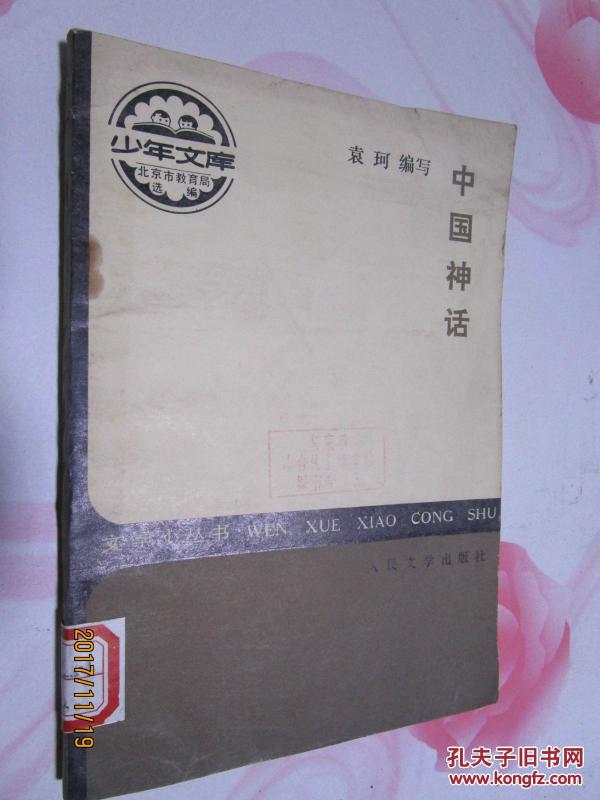 少年文库
北京市教育局
选编
袁珂 编写
中国神话
文学小丛书 WEN XUE XIAO CONG SHU
人民文学出版社
2017/11/19
孔夫子旧书网
www.kongfz.com